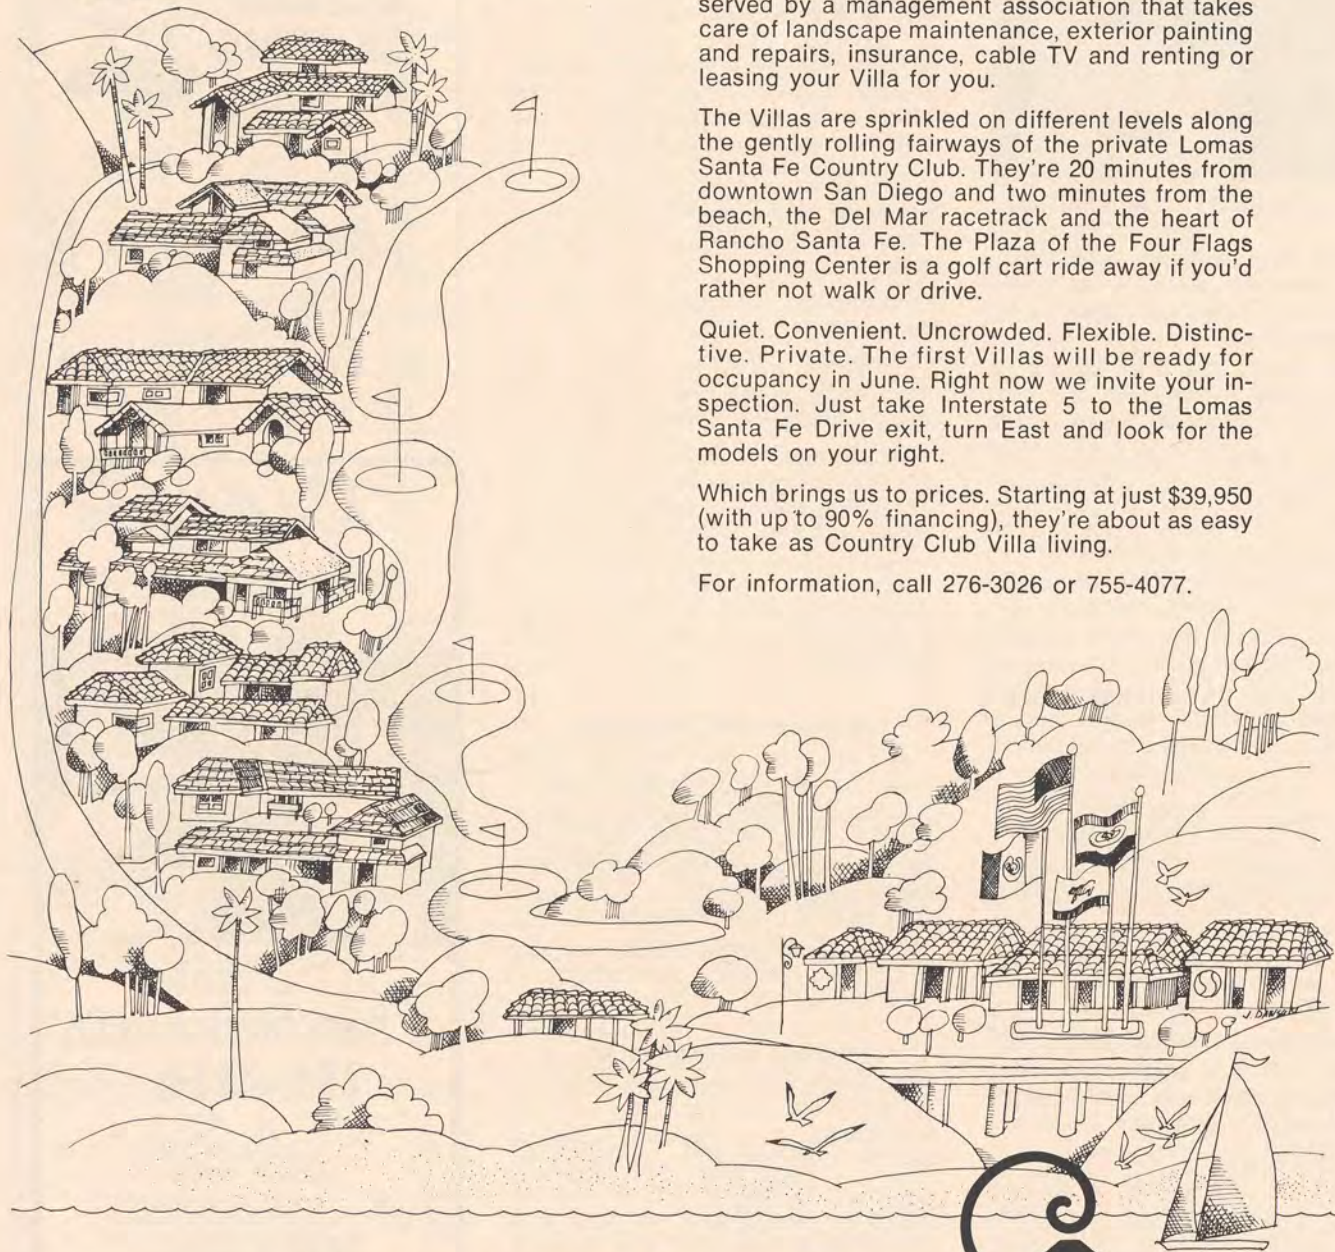 served by a management association that takes
care of landscape maintenance, exterior painting
and repairs, insurance, cable TV and renting or
leasing your Villa for you.
The Villas are sprinkled on different levels along
the gently rolling fairways of the private Lomas
Santa Fe Country Club. They're 20 minutes from
downtown San Diego and two minutes from the
beach, the Del Mar racetrack and the heart of
Rancho Santa Fe. The Plaza of the Four Flags
Shopping Center is a golf cart ride away if you'd
rather not walk or drive.
Quiet. Convenient. Uncrowded. Flexible. Distinc-
tive. Private. The first Villas will be ready for
occupancy in June. Right now we invite your in-
spection. Just take Interstate 5 to the Lomas
Santa Fe Drive exit, turn East and look for the
models on your right.
Which brings us to prices. Starting at just $39,950
(with up to 90% financing), they're about as easy
to take as Country Club Villa living.
For information, call 276-3026 or 755-4077.